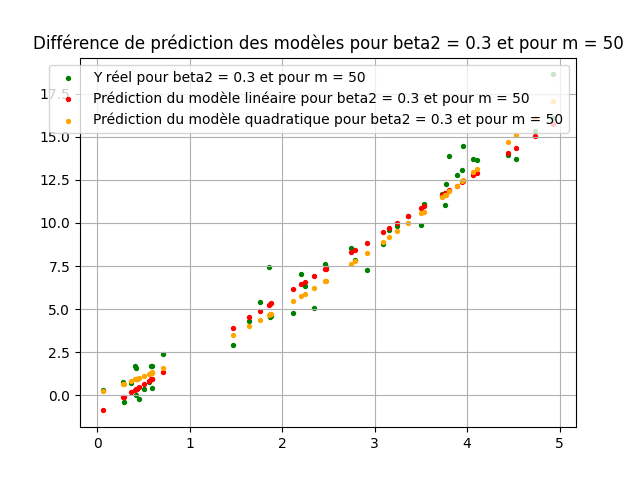 Différence de prédiction des modèles pour beta2 = 0.3 et pour m = 50
Y réel pour beta2 = 0.3 et pour m = 50
Prédiction du modèle linéaire pour beta2 = 0.3 et pour m = 50
Prédiction du modèle quadratique pour beta2 = 0.3 et pour m = 50
17.5
15.0
12.5
10.0
7.5
5.0
2.5
0.0
0 1 2 3 4 5